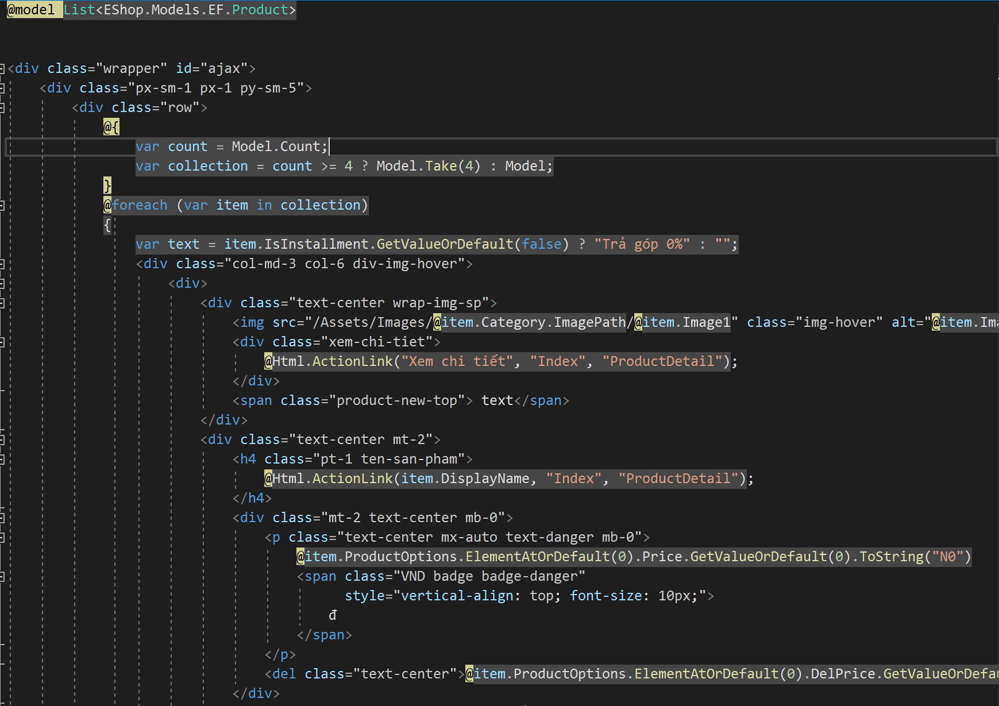 @model List<EShop.Models.EF.Product>
<div class="wrapper" id="ajax">
<div class="px-sm-1 px-1 py-sm-5">
<div class="row">
@{
var count = Model.Count;
var collection = count >= 4 ? Model.Take(4) : Model;
}
@foreach (var item in collection)
{
var text = item.IsInstallment.GetValueOrDefault(false) ? "Trả góp 0%" : "";
<div class="col-md-3 col-6 div-img-hover">
<div>
<div class="text-center wrap-img-sp">
<img src="/Assets/Images/@item.Category.ImagePath/@item.Image1" class="img-hover" alt="@item.Ima
<div class="xem-chi-tiet">
@Html.ActionLink("Xem chi tiết", "Index", "ProductDetail");
</div>
<span class="product-new-top"> text</span>
</div>
<div class="text-center mt-2">
<h4 class="pt-1 ten-san-pham">
@Html.ActionLink(item.DisplayName, "Index", "ProductDetail");
</h4>
<div class="mt-2 text-center mb-0">
<p class="text-center mx-auto text-danger mb-0">
@item.ProductOptions.ElementAtOrDefault(0).Price.GetValueOrDefault(0).ToString("N0")
<span class="VND badge badge-danger"
style="vertical-align: top; font-size: 10px;">
đ
</span>
</p>
<del class="text-center">@item.ProductOptions.ElementAtOrDefault(0).DelPrice.GetValueOrDefau
</div>